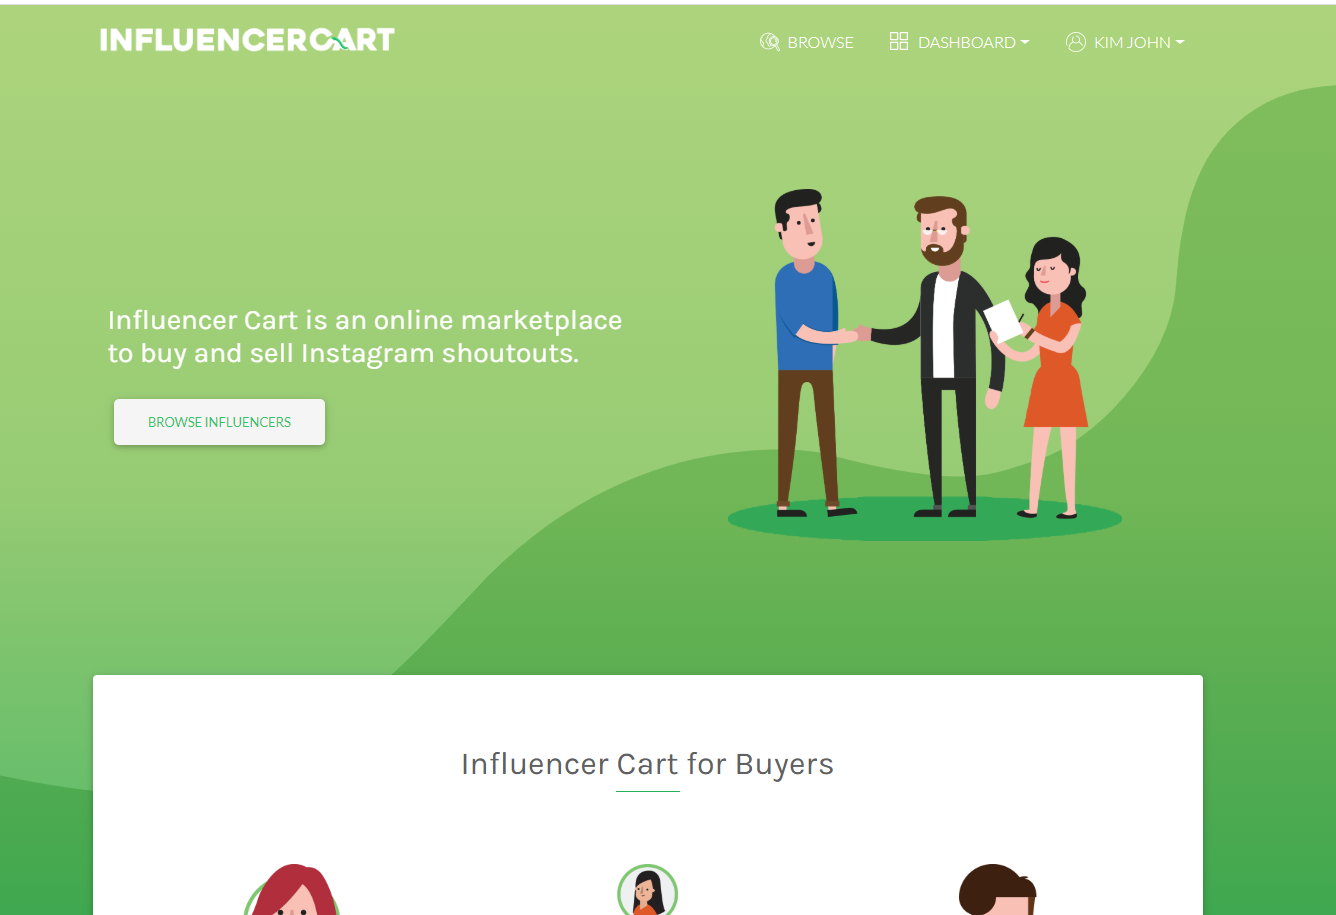 INFLUENCERCART
BROWSE
DASHBOARD
KIM JOHN
Influencer Cart is an online marketplace
to buy and sell Instagram shoutouts.
BROWSE INFLUENCERS
Influencer Cart for Buyers